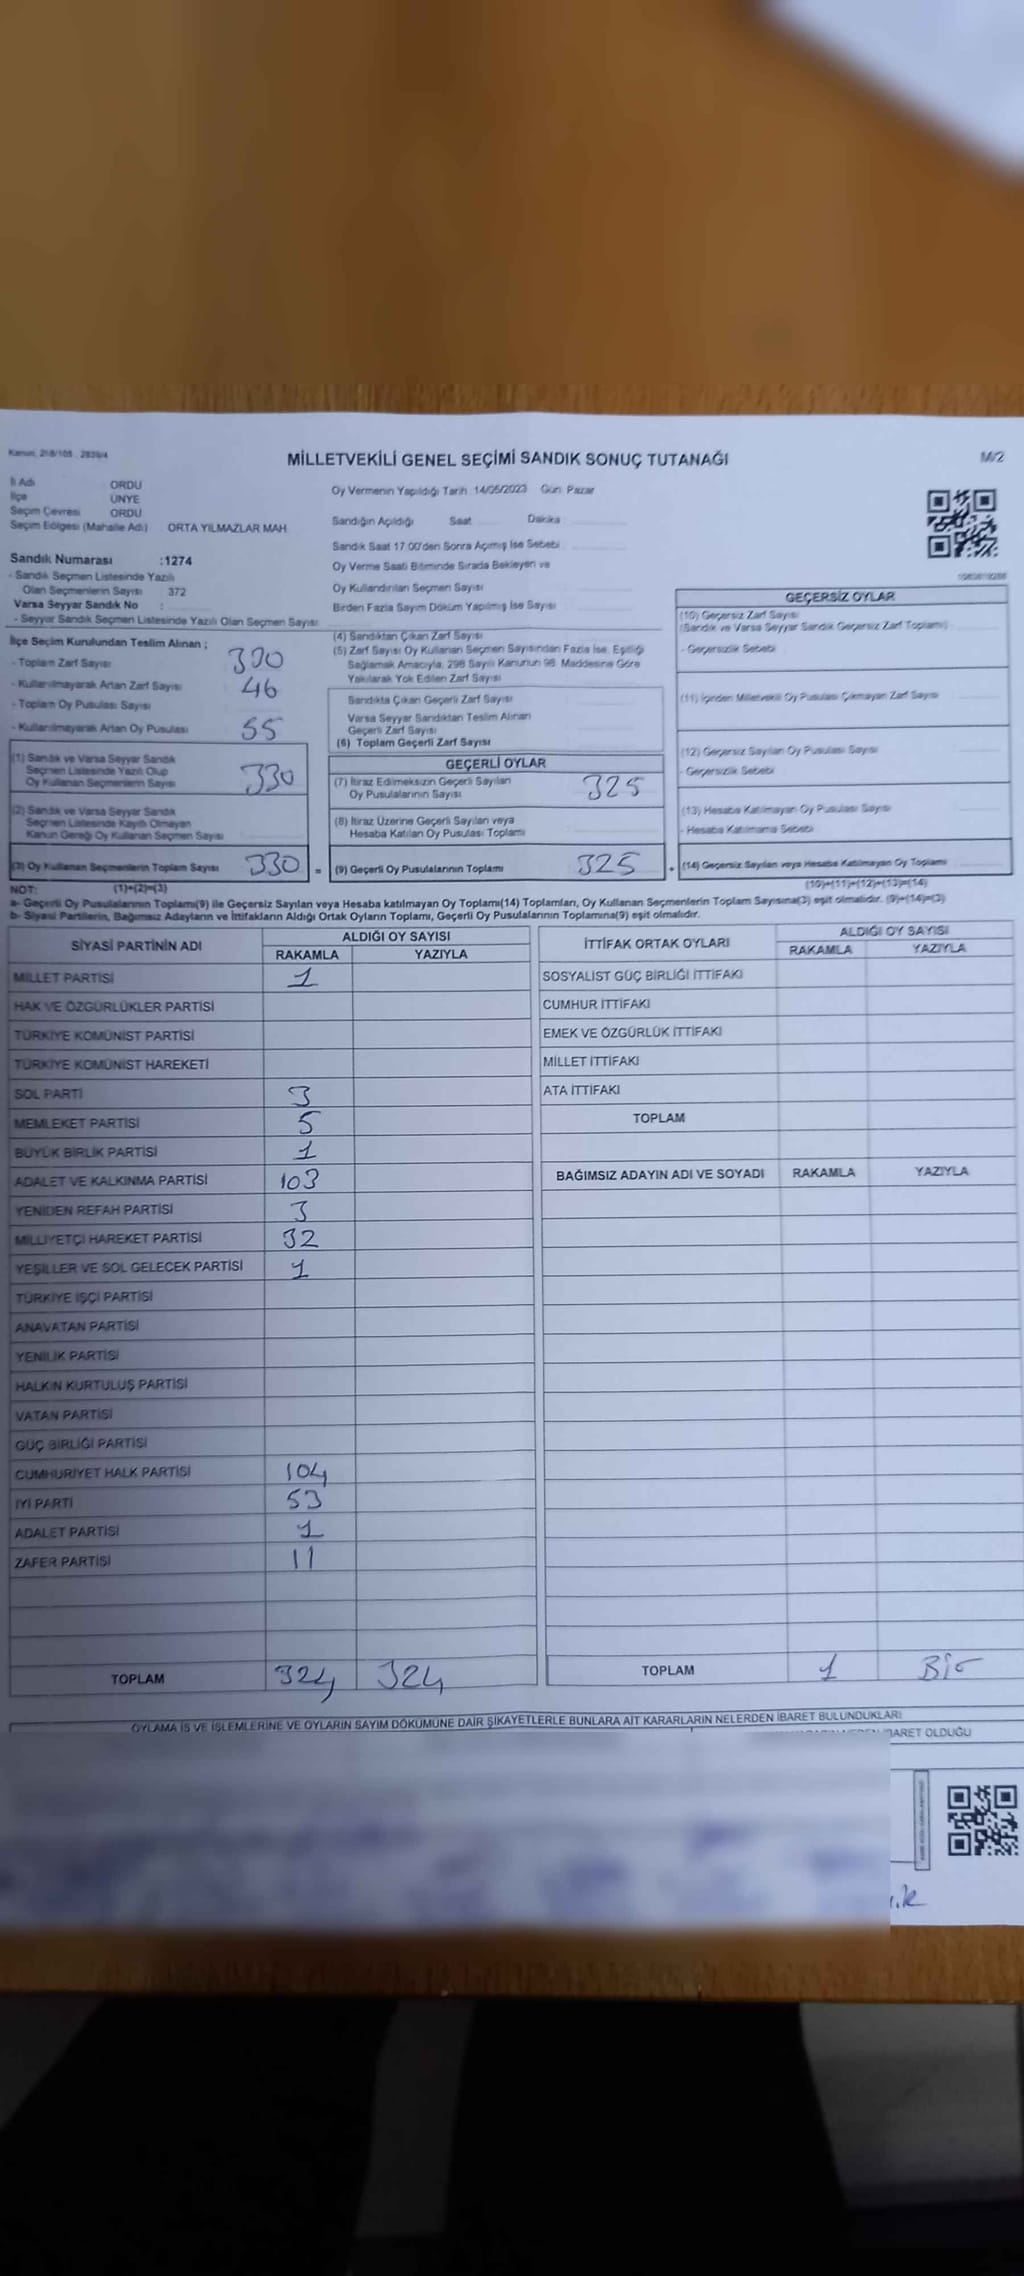 Kanun, 298/105 , 2839/4
MİLLETVEKİLİ GENEL SEÇİMİ SANDIK SONUÇ TUTANAĞI
M/2
İl Adı ORDU
İlçe ÜNYE
Seçim Çevresi ORDU
Seçim Bölgesi (Mahalle Adı) ORTA YILMAZLAR MAH
Sandık Numarası :1274
- Sandık Seçmen Listesinde Yazılı
Olan Seçmenlerin Sayısı 372
Varsa Seyyar Sandık No :
- Seyyar Sandık Seçmen Listesinde Yazılı Olan Seçmen Sayısı:
Oy Vermenin Yapıldığı Tarih :14/05/2023 Gün: Pazar
Sandığın Açıldığı Saat Dakika :
Sandık Saat 17.00'den Sonra Açımış İse Sebebi
Oy Verme Saati Bitiminde Sırada Bekleyen ve
Oy Kullandırılan Seçmen Sayısı
Birden Fazla Sayım Döküm Yapılmış İse Sayısı
İlçe Seçim Kurulundan Teslim Alınan ;
- Toplam Zarf Sayısı
- Kullanılmayarak Artan Zarf Sayısı 46
- Toplam Oy Pusulası Sayısı
- Kullanılmayarak Artan Oy Pusulası 55
(1) Sandık ve Varsa Seyyar Sandık
Seçmen Listesinde Yazılı Olup
Oy Kullanan Seçmenlerin Sayısı 330
(2) Sandık ve Varsa Seyyar Sandık
Seçmen Listesinde Kayıtlı Olmayan
Kanun Gereği Oy Kullanan Seçmen Sayısı
(3) Oy Kullanan Seçmenlerin Toplam Sayısı 330 =
(4) Sandıktan Çıkan Zarf Sayısı
(5) Zarf Sayısı Oy Kullanan Seçmen Sayısından Fazla İse, Eşitliği
Sağlamak Amacıyla, 298 Sayılı Kanunun 98. Maddesine Göre
Yakılarak Yok Edilen Zarf Sayısı
Sandıkta Çıkan Geçerli Zarf Sayısı
Varsa Seyyar Sandıktan Teslim Alınan
Geçerli Zarf Sayısı
(6) Toplam Geçerli Zarf Sayısı
GEÇERLİ OYLAR
(7) İtiraz Edilmeksizin Geçerli Sayılan
Oy Pusulalarının Sayısı 325
(8) İtiraz Üzerine Geçerli Sayılan veya
Hesaba Katılan Oy Pusulası Toplamı
(9) Geçerli Oy Pusulalarının Toplamı 325 +
GEÇERSİZ OYLAR
(10) Geçersiz Zarf Sayısı
(Sandık ve Varsa Seyyar Sandık Geçersiz Zarf Toplamı)
- Geçersizlik Sebebi
(11) İçinden Milletvekili Oy Pusulası Çıkmayan Zarf Sayısı
(12) Geçersiz Sayılan Oy Pusulası Sayısı
- Geçersizlik Sebebi
(13) Hesaba Katılmayan Oy Pusulası Sayısı
- Hesaba Katılmama Sebebi
(14) Geçersiz Sayılan veya Hesaba Katılmayan Oy Toplamı
NOT: (1)+(2)=(3) (10)+(11)+(12)+(13)=(14)
a- Geçerli Oy Pusulalarının Toplamı(9) ile Geçersiz Sayılan veya Hesaba katılmayan Oy Toplamı(14) Toplamları, Oy Kullanan Seçmenlerin Toplam Sayısına(3) eşit olmalıdır. (9)+(14)=(3)
b- Siyasi Partilerin, Bağımsız Adayların ve İttifakların Aldığı Ortak Oyların Toplamı, Geçerli Oy Pusulalarının Toplamına(9) eşit olmalıdır.
SİYASİ PARTİNİN ADI ALDIĞI OY SAYISI
RAKAMLA YAZIYLA
MİLLET PARTİSİ 1
HAK VE ÖZGÜRLÜKLER PARTİSİ
TÜRKİYE KOMÜNİST PARTİSİ
TÜRKİYE KOMÜNİST HAREKETİ
SOL PARTİ 3
MEMLEKET PARTİSİ 5
BÜYÜK BİRLİK PARTİSİ 1
ADALET VE KALKINMA PARTİSİ 103
YENİDEN REFAH PARTİSİ 3
MİLLİYETÇİ HAREKET PARTİSİ 32
YEŞİLLER VE SOL GELECEK PARTİSİ 1
TÜRKİYE İŞÇİ PARTİSİ
ANAVATAN PARTİSİ
YENİLİK PARTİSİ
HALKIN KURTULUŞ PARTİSİ
VATAN PARTİSİ
GÜÇ BİRLİĞİ PARTİSİ
CUMHURİYET HALK PARTİSİ 104
İYİ PARTİ 53
ADALET PARTİSİ 1
ZAFER PARTİSİ 11
TOPLAM 324 324
İTTİFAK ORTAK OYLARI ALDIĞI OY SAYISI
RAKAMLA YAZIYLA
SOSYALİST GÜÇ BİRLİĞİ İTTİFAKI
CUMHUR İTTİFAKI
EMEK VE ÖZGÜRLÜK İTTİFAKI
MİLLET İTTİFAKI
ATA İTTİFAKI
TOPLAM
BAĞIMSIZ ADAYIN ADI VE SOYADI RAKAMLA YAZIYLA
TOPLAM 1 Bir
OYLAMA İŞ VE İŞLEMLERİNE VE OYLARIN SAYIM DÖKÜMÜNE DAİR ŞİKAYETLERLE BUNLARA AİT KARARLARIN NELERDEN İBARET BULUNDUKLARI
OLDUĞU